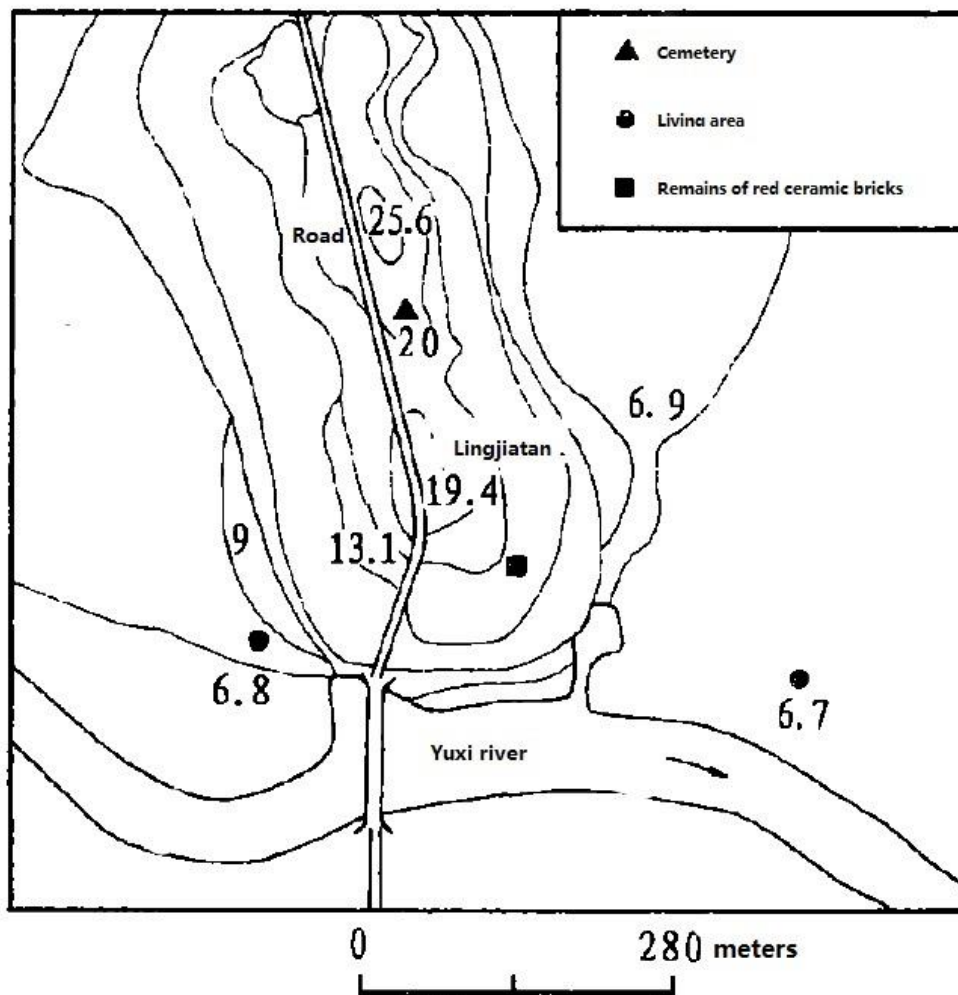 Cemetery
Living area
Remains of red ceramic bricks
25.6
Road
20
6.9
Lingjiatan
19.4
9
13.1
6.8
6.7
Yuxi river
0 280 meters